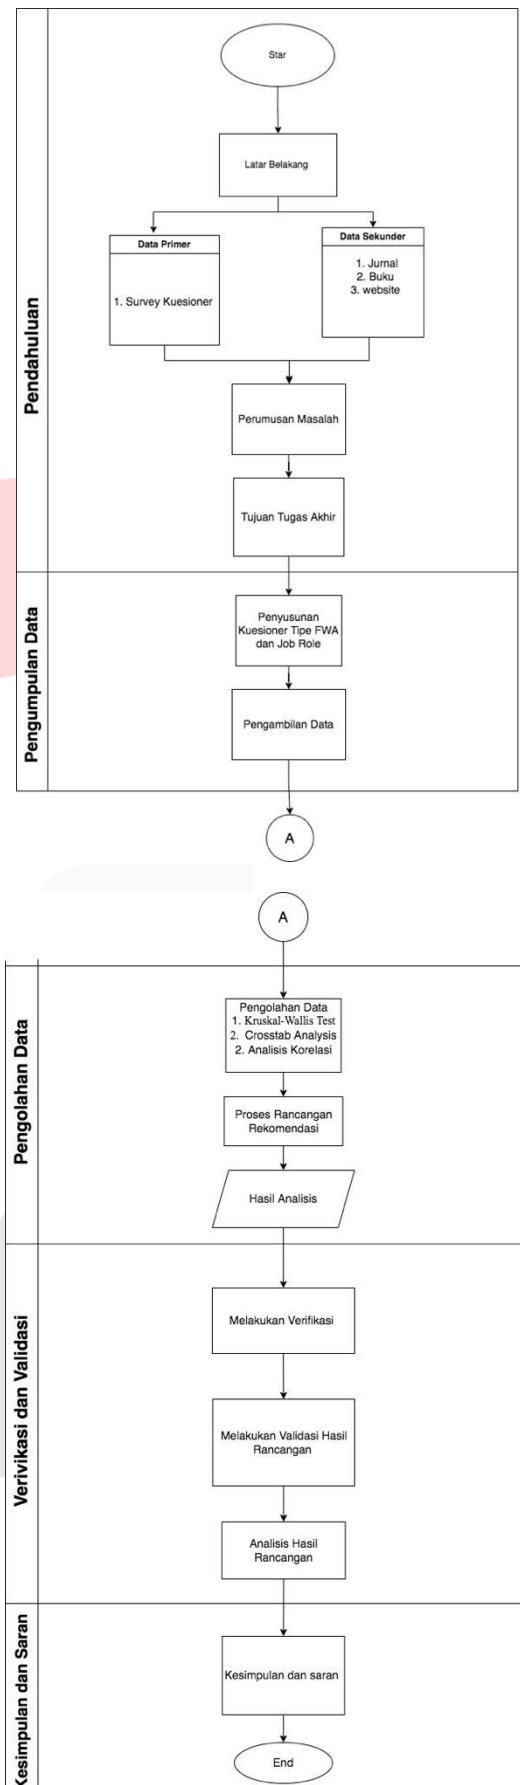 Pendahuluan
Star
Latar Belakang
Data Primer
1. Survey Kuesioner
Data Sekunder
1. Jurnal
2. Buku
3. website
Perumusan Masalah
Tujuan Tugas Akhir
Pengumpulan Data
Penyusunan
Kuesioner Tipe FWA
dan Job Role
Pengambilan Data
A
A
Pengolahan Data
Pengolahan Data
1. Kruskal-Wallis Test
2. Crosstab Analysis
2. Analisis Korelasi
Proses Rancangan
Rekomendasi
Hasil Analisis
Verivikasi dan Validasi
Melakukan Verifikasi
Melakukan Validasi Hasil
Rancangan
Analisis Hasil
Rancangan
Kesimpulan dan Saran
Kesimpulan dan saran
End